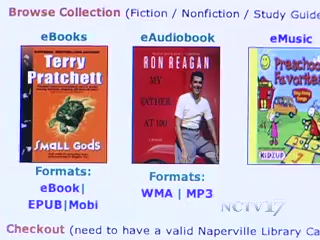 Browse Collection (Fiction / Nonfiction / Study Guide
eBooks
eAudiobook
eMusic
Terry
Pratchett
Small Gods
RON REAGAN
MY
FATHER
AT 100
Preschool
Favorites
KIDZUP
Formats:
eBook|
EPUB|Mobi
Formats:
WMA | MP3
NCTV17
Checkout (need to have a valid Naperville Library Ca